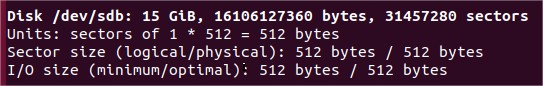 Disk /dev/sdb: 15 GiB, 16106127360 bytes, 31457280 sectors
Units: sectors of 1 * 512 = 512 bytes
Sector size (logical/physical): 512 bytes / 512 bytes
I/O size (minimum/optimal): 512 bytes / 512 bytes